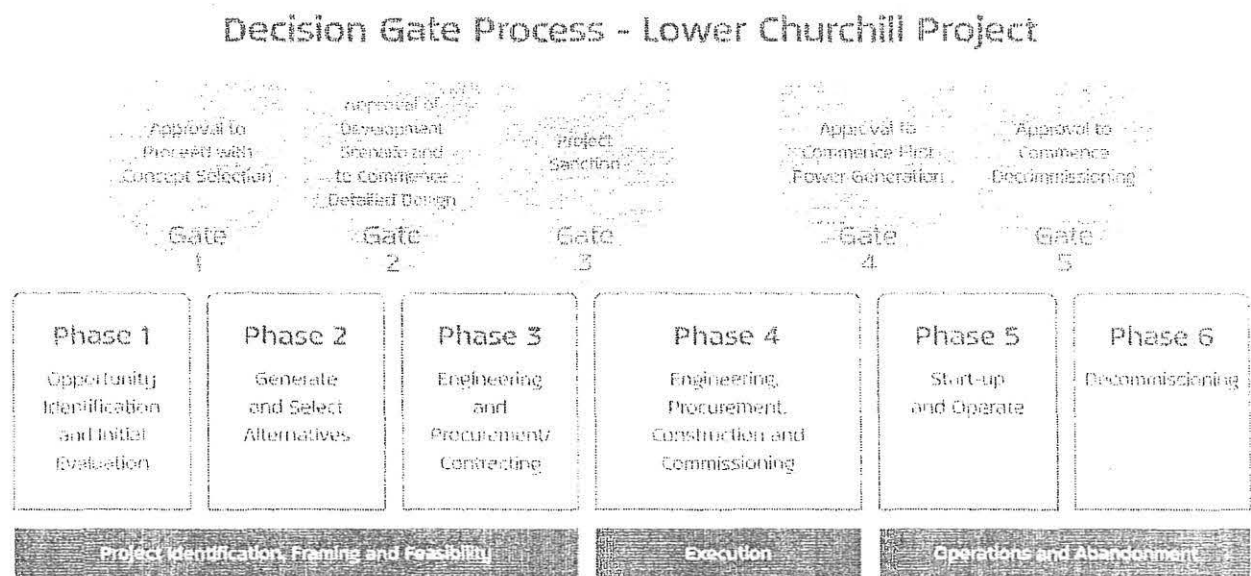 Decision Gate Process - Lower Churchill Project
Approval to
Proceed with
Concept Selection
Gate
1
Approval of
Development
Scenario and
to Commence
Detailed Design
Gate
2
Project
Sanction
Gate
3
Approval to
Commence First
Power Generation
Gate
4
Approval to
Commence
Decommissioning
Gate
5
Phase 1
Opportunity
Identification
and Initial
Evaluation
Phase 2
Generate
and Select
Alternatives
Phase 3
Engineering
and
Procurement/
Contracting
Phase 4
Engineering,
Procurement,
Construction and
Commissioning
Phase 5
Start-up
and Operate
Phase 6
Decommissioning
Project Identification, Framing and Feasibility
Execution
Operations and Abandonment